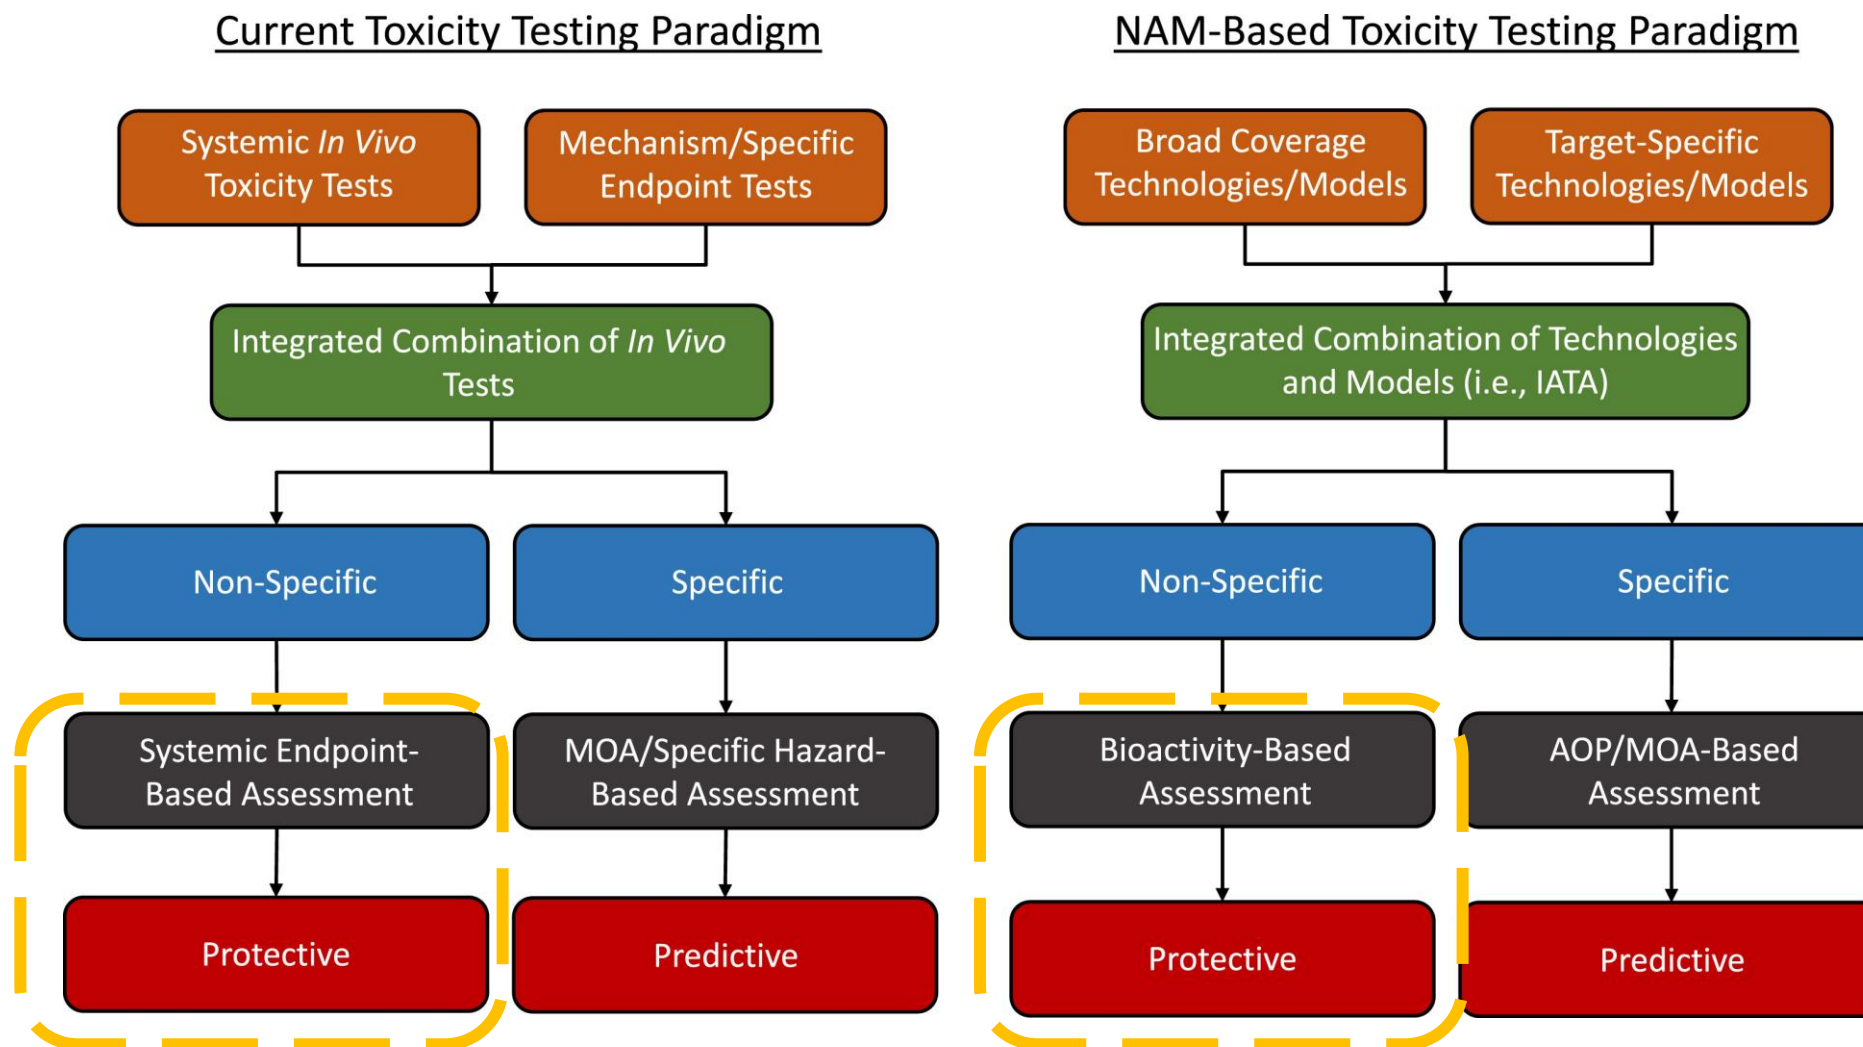 Current Toxicity Testing Paradigm
Systemic In Vivo
Toxicity Tests
Mechanism/Specific
Endpoint Tests
Integrated Combination of In Vivo
Tests
Non-Specific
Specific
Systemic Endpoint-
Based Assessment
MOA/Specific Hazard-
Based Assessment
Protective
Predictive
NAM-Based Toxicity Testing Paradigm
Broad Coverage
Technologies/Models
Target-Specific
Technologies/Models
Integrated Combination of Technologies
and Models (i.e., IATA)
Non-Specific
Specific
Bioactivity-Based
Assessment
AOP/MOA-Based
Assessment
Protective
Predictive